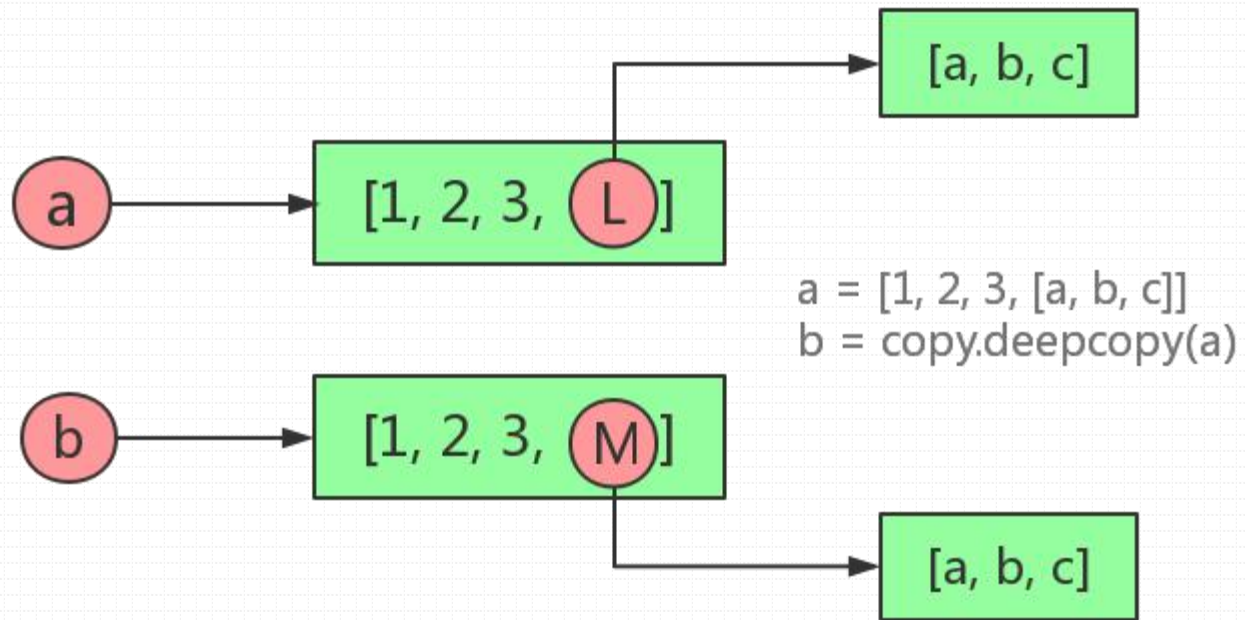 [a, b, c]
a
[1, 2, 3, L]
a = [1, 2, 3, [a, b, c]]
b = copy.deepcopy(a)
b
[1, 2, 3, M]
[a, b, c]